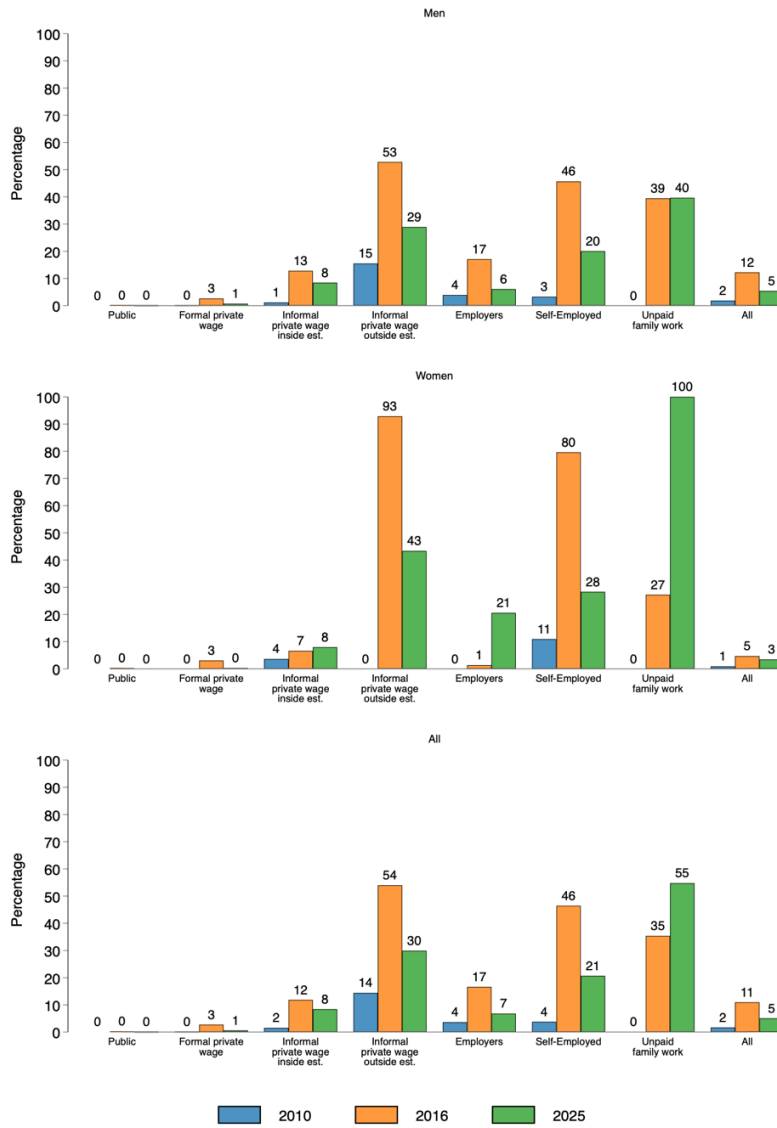 Men
Percentage
100
90
80
70
60
50
40
30
20
10
0
0 0 0
0 3 1
1 13 8
15 53 29
4 17 6
3 46 20
0 39 40
2 12 5
Public
Formal private
wage
Informal
private wage
inside est.
Informal
private wage
outside est.
Employers
Self-Employed
Unpaid
family work
All
Women
Percentage
100
90
80
70
60
50
40
30
20
10
0
0 0 0
0 3 0
4 7 8
0 93 43
0 1 21
11 80 28
0 27 100
1 5 3
Public
Formal private
wage
Informal
private wage
inside est.
Informal
private wage
outside est.
Employers
Self-Employed
Unpaid
family work
All
All
Percentage
100
90
80
70
60
50
40
30
20
10
0
0 0 0
0 3 1
2 12 8
14 54 30
4 17 7
4 46 21
0 35 55
2 11 5
Public
Formal private
wage
Informal
private wage
inside est.
Informal
private wage
outside est.
Employers
Self-Employed
Unpaid
family work
All
2010 2016 2025